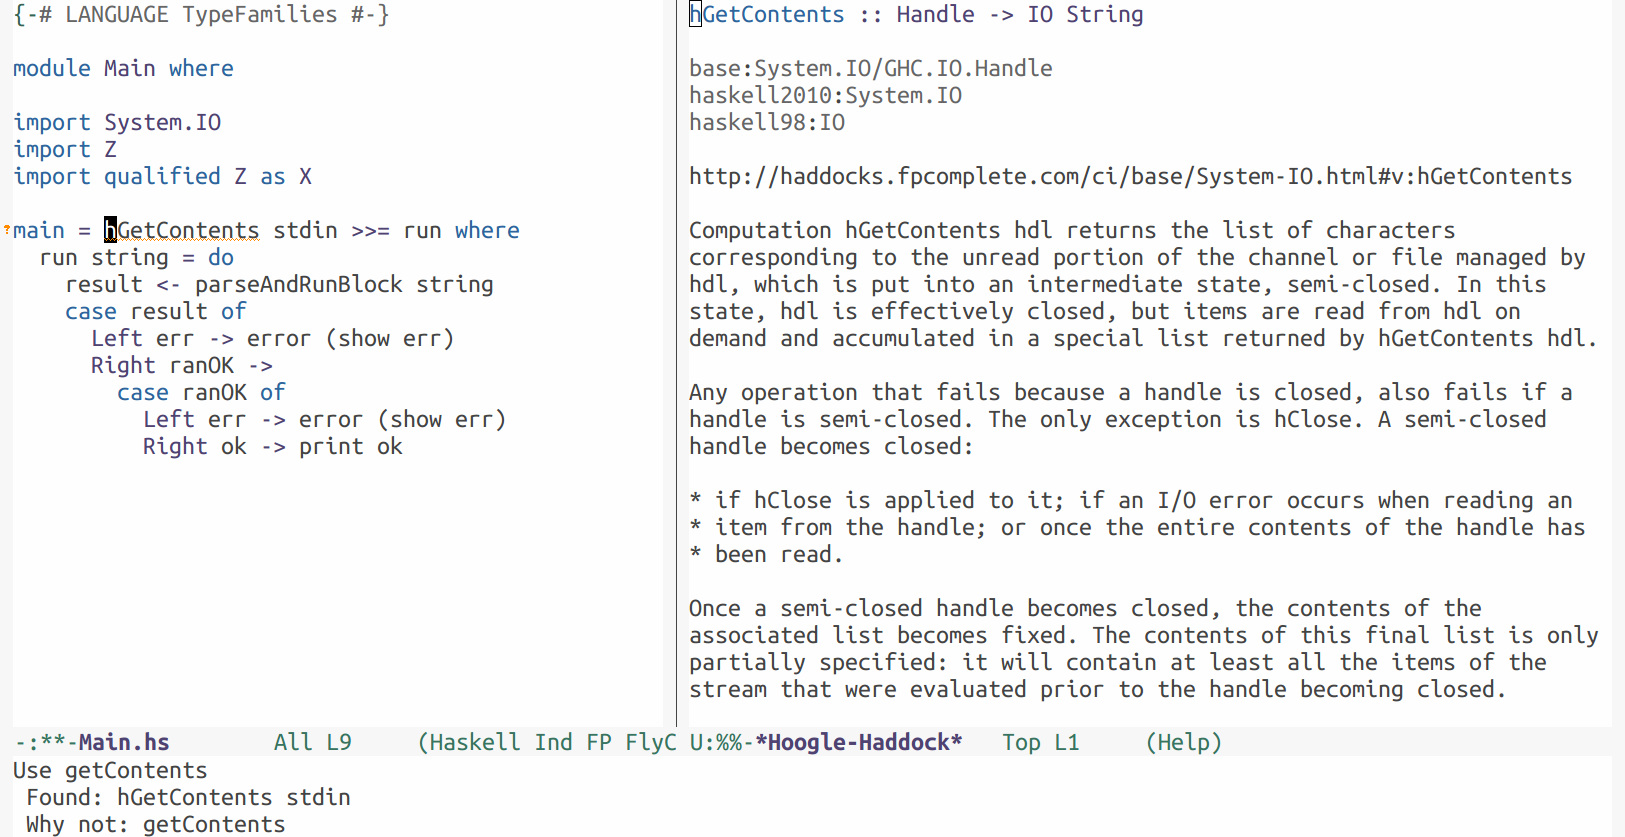 {-# LANGUAGE TypeFamilies #-}
module Main where
import System.IO
import Z
import qualified Z as X
?main = hGetContents stdin >>= run where
  run string = do
    result <- parseAndRunBlock string
    case result of
      Left err -> error (show err)
      Right ranOK ->
        case ranOK of
          Left err -> error (show err)
          Right ok -> print ok
hGetContents :: Handle -> IO String
base:System.IO/GHC.IO.Handle
haskell2010:System.IO
haskell98:IO
http://haddocks.fpcomplete.com/ci/base/System-IO.html#v:hGetContents
Computation hGetContents hdl returns the list of characters
corresponding to the unread portion of the channel or file managed by
hdl, which is put into an intermediate state, semi-closed. In this
state, hdl is effectively closed, but items are read from hdl on
demand and accumulated in a special list returned by hGetContents hdl.
Any operation that fails because a handle is closed, also fails if a
handle is semi-closed. The only exception is hClose. A semi-closed
handle becomes closed:
* if hClose is applied to it; if an I/O error occurs when reading an
* item from the handle; or once the entire contents of the handle has
* been read.
Once a semi-closed handle becomes closed, the contents of the
associated list becomes fixed. The contents of this final list is only
partially specified: it will contain at least all the items of the
stream that were evaluated prior to the handle becoming closed.
-:**-Main.hs        All L9     (Haskell Ind FP FlyC U:%%-*Hoogle-Haddock*   Top L1     (Help)
Use getContents
 Found: hGetContents stdin
 Why not: getContents